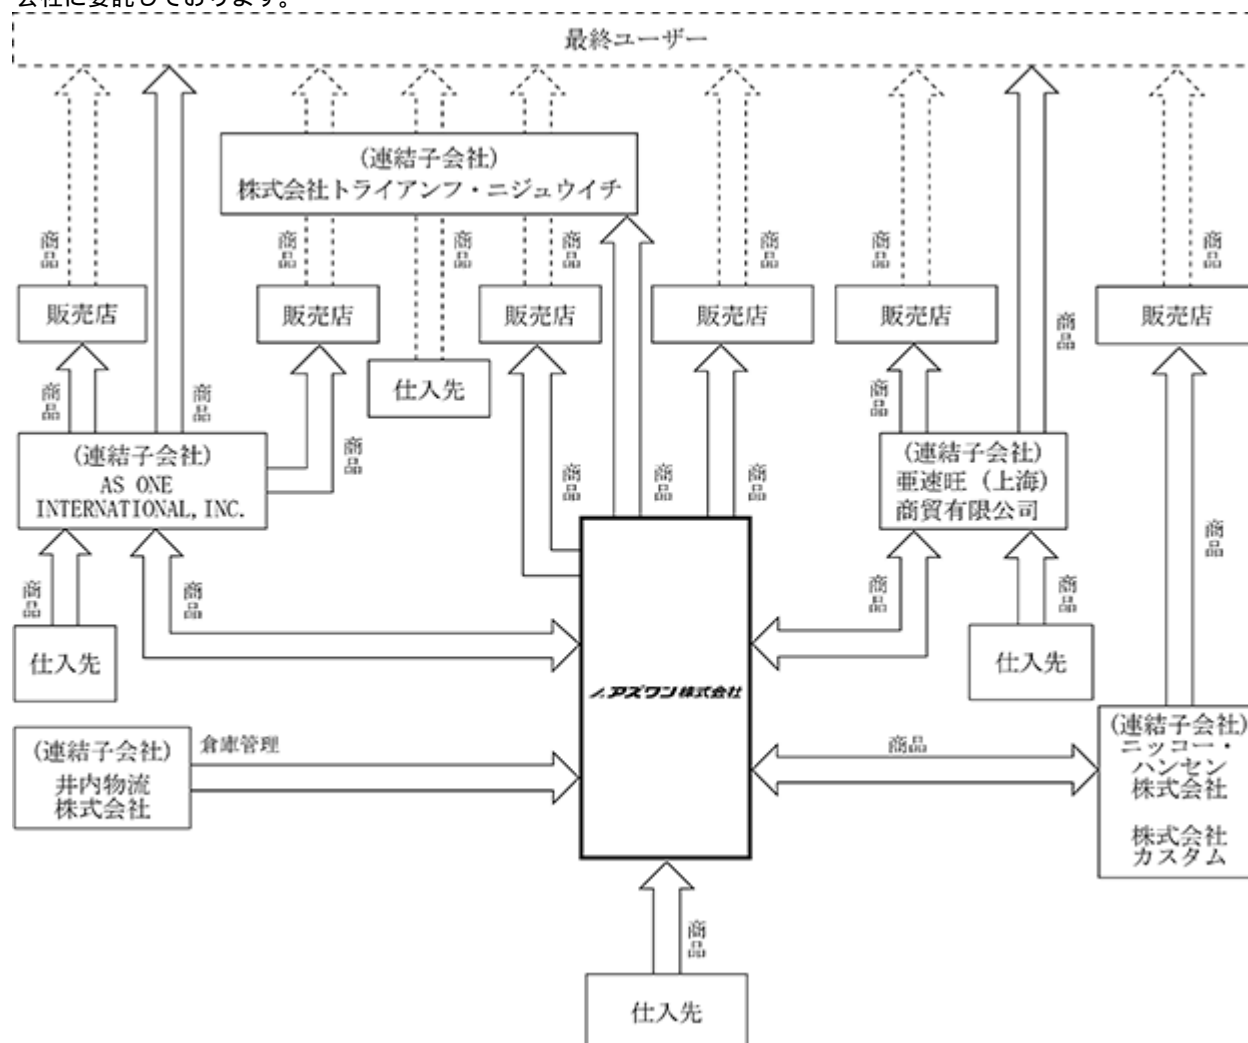 会社に委託しております。
最終ユーザー
(連結子会社)
株式会社トライアンフ・ニジュウイチ
商品
商品
商品
商品
商品
商品
商品
販売店
販売店
販売店
販売店
販売店
販売店
商品
仕入先
商品
商品
商品
商品
(連結子会社)
AS ONE
INTERNATIONAL, INC.
商品
商品
商品
商品
(連結子会社)
亜速旺（上海）
商貿有限公司
商品
商品
商品
商品
商品
仕入先
仕入先
アズワン株式会社
(連結子会社)
井内物流
株式会社
倉庫管理
商品
(連結子会社)
ニッコー・
ハンセン
株式会社
株式会社
カスタム
商品
仕入先